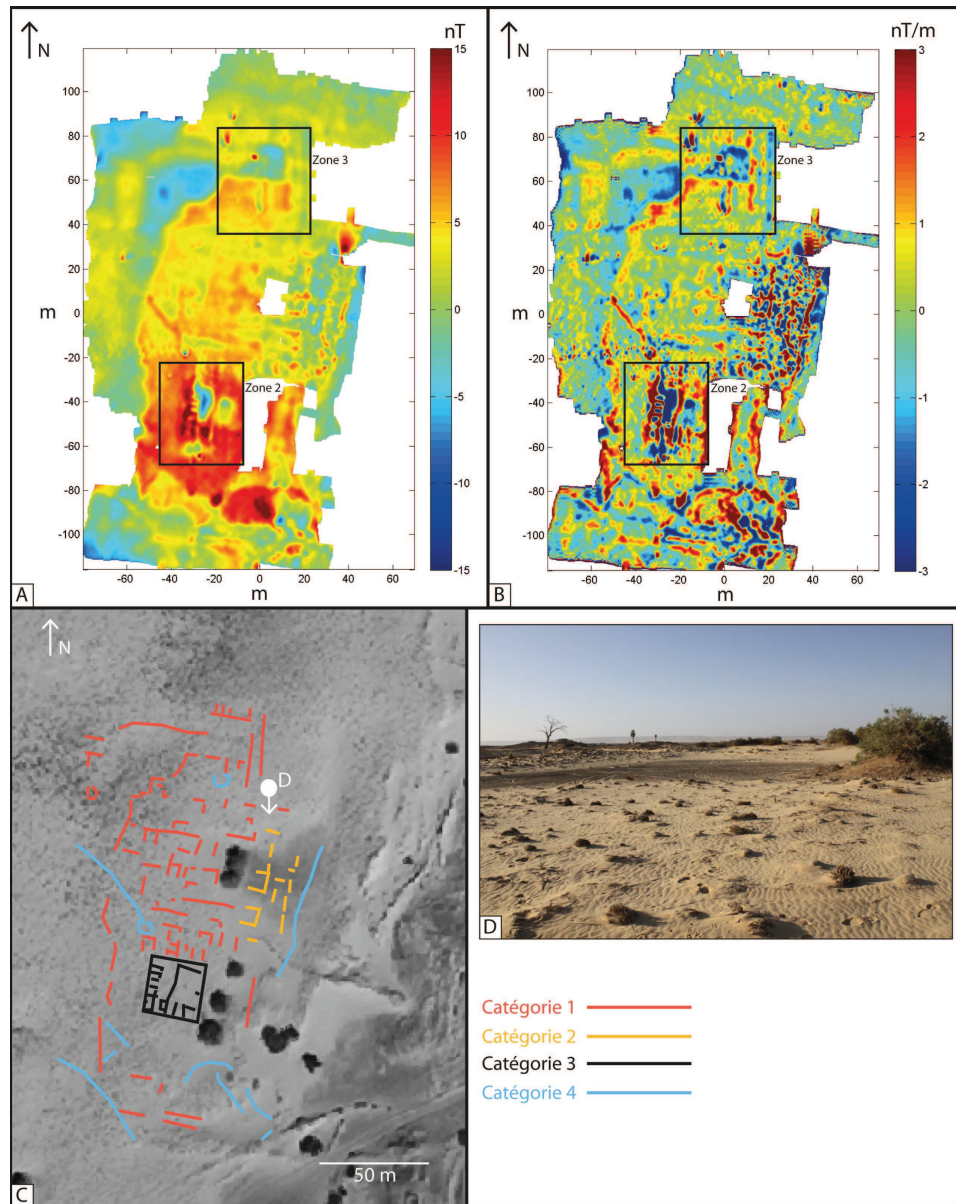 N
nT
15
10
5
0
-5
-10
-15
100
80
60
40
20
0
-20
-40
-60
-80
-100
m
-60
-40
-20
0
20
40
60
m
Zone 3
Zone 2
A
N
nT/m
3
2
1
0
-1
-2
-3
100
80
60
40
20
0
-20
-40
-60
-80
-100
m
-60
-40
-20
0
20
40
60
m
Zone 3
Zone 2
B
N
D
50 m
C
D
Catégorie 1
Catégorie 2
Catégorie 3
Catégorie 4